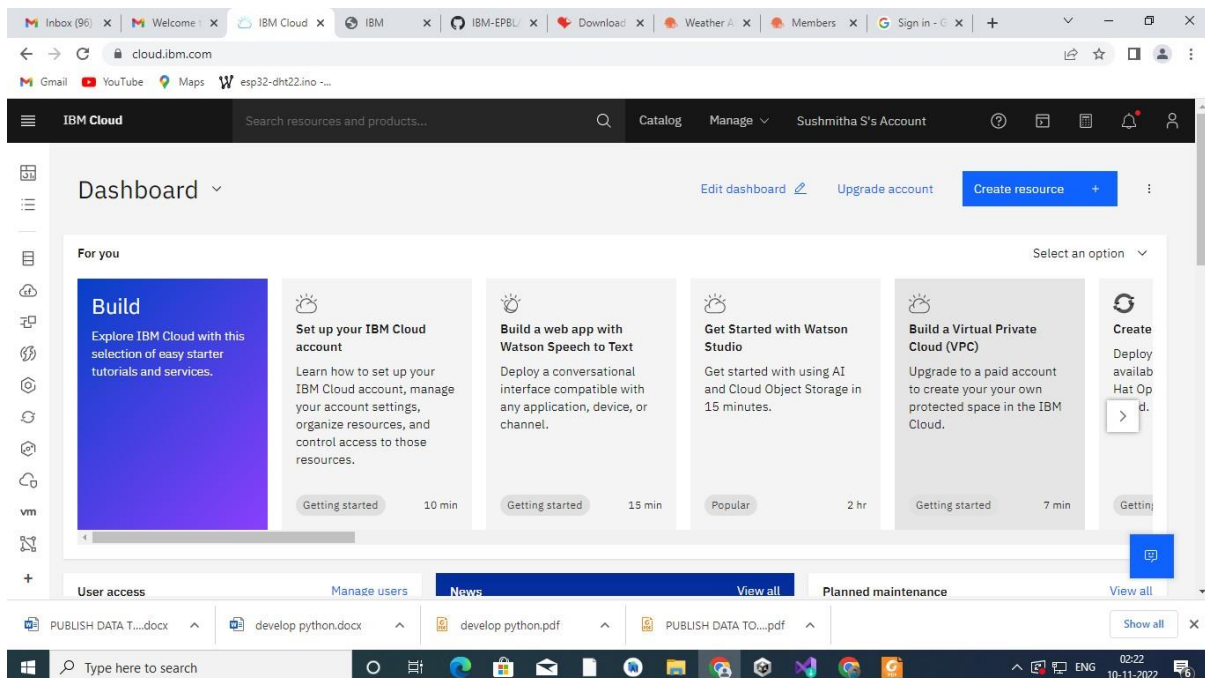 Inbox (96)
Welcome t
IBM Cloud
IBM
IBM-EPBL/
Download
Weather A
Members
Sign in - G
cloud.ibm.com
Gmail
YouTube
Maps
esp32-dht22.ino -...
IBM Cloud
Search resources and products...
Catalog
Manage
Sushmitha S's Account
Dashboard
Edit dashboard
Upgrade account
Create resource +
For you
Select an option
Build
Explore IBM Cloud with this
selection of easy starter
tutorials and services.
Set up your IBM Cloud
account
Learn how to set up your
IBM Cloud account, manage
your account settings,
organize resources, and
control access to those
resources.
Getting started
10 min
Build a web app with
Watson Speech to Text
Deploy a conversational
interface compatible with
any application, device, or
channel.
Getting started
15 min
Get Started with Watson
Studio
Get started with using AI
and Cloud Object Storage in
15 minutes.
Popular
2 hr
Build a Virtual Private
Cloud (VPC)
Upgrade to a paid account
to create your your own
protected space in the IBM
Cloud.
Getting started
7 min
Create
Deploy
availab
Hat Op
d.
Getting
vm
User access
Manage users
News
View all
Planned maintenance
View all
PUBLISH DATA T....docx
develop python.docx
develop python.pdf
PUBLISH DATA TO....pdf
Show all
Type here to search
ENG
02:22
10-11-2022